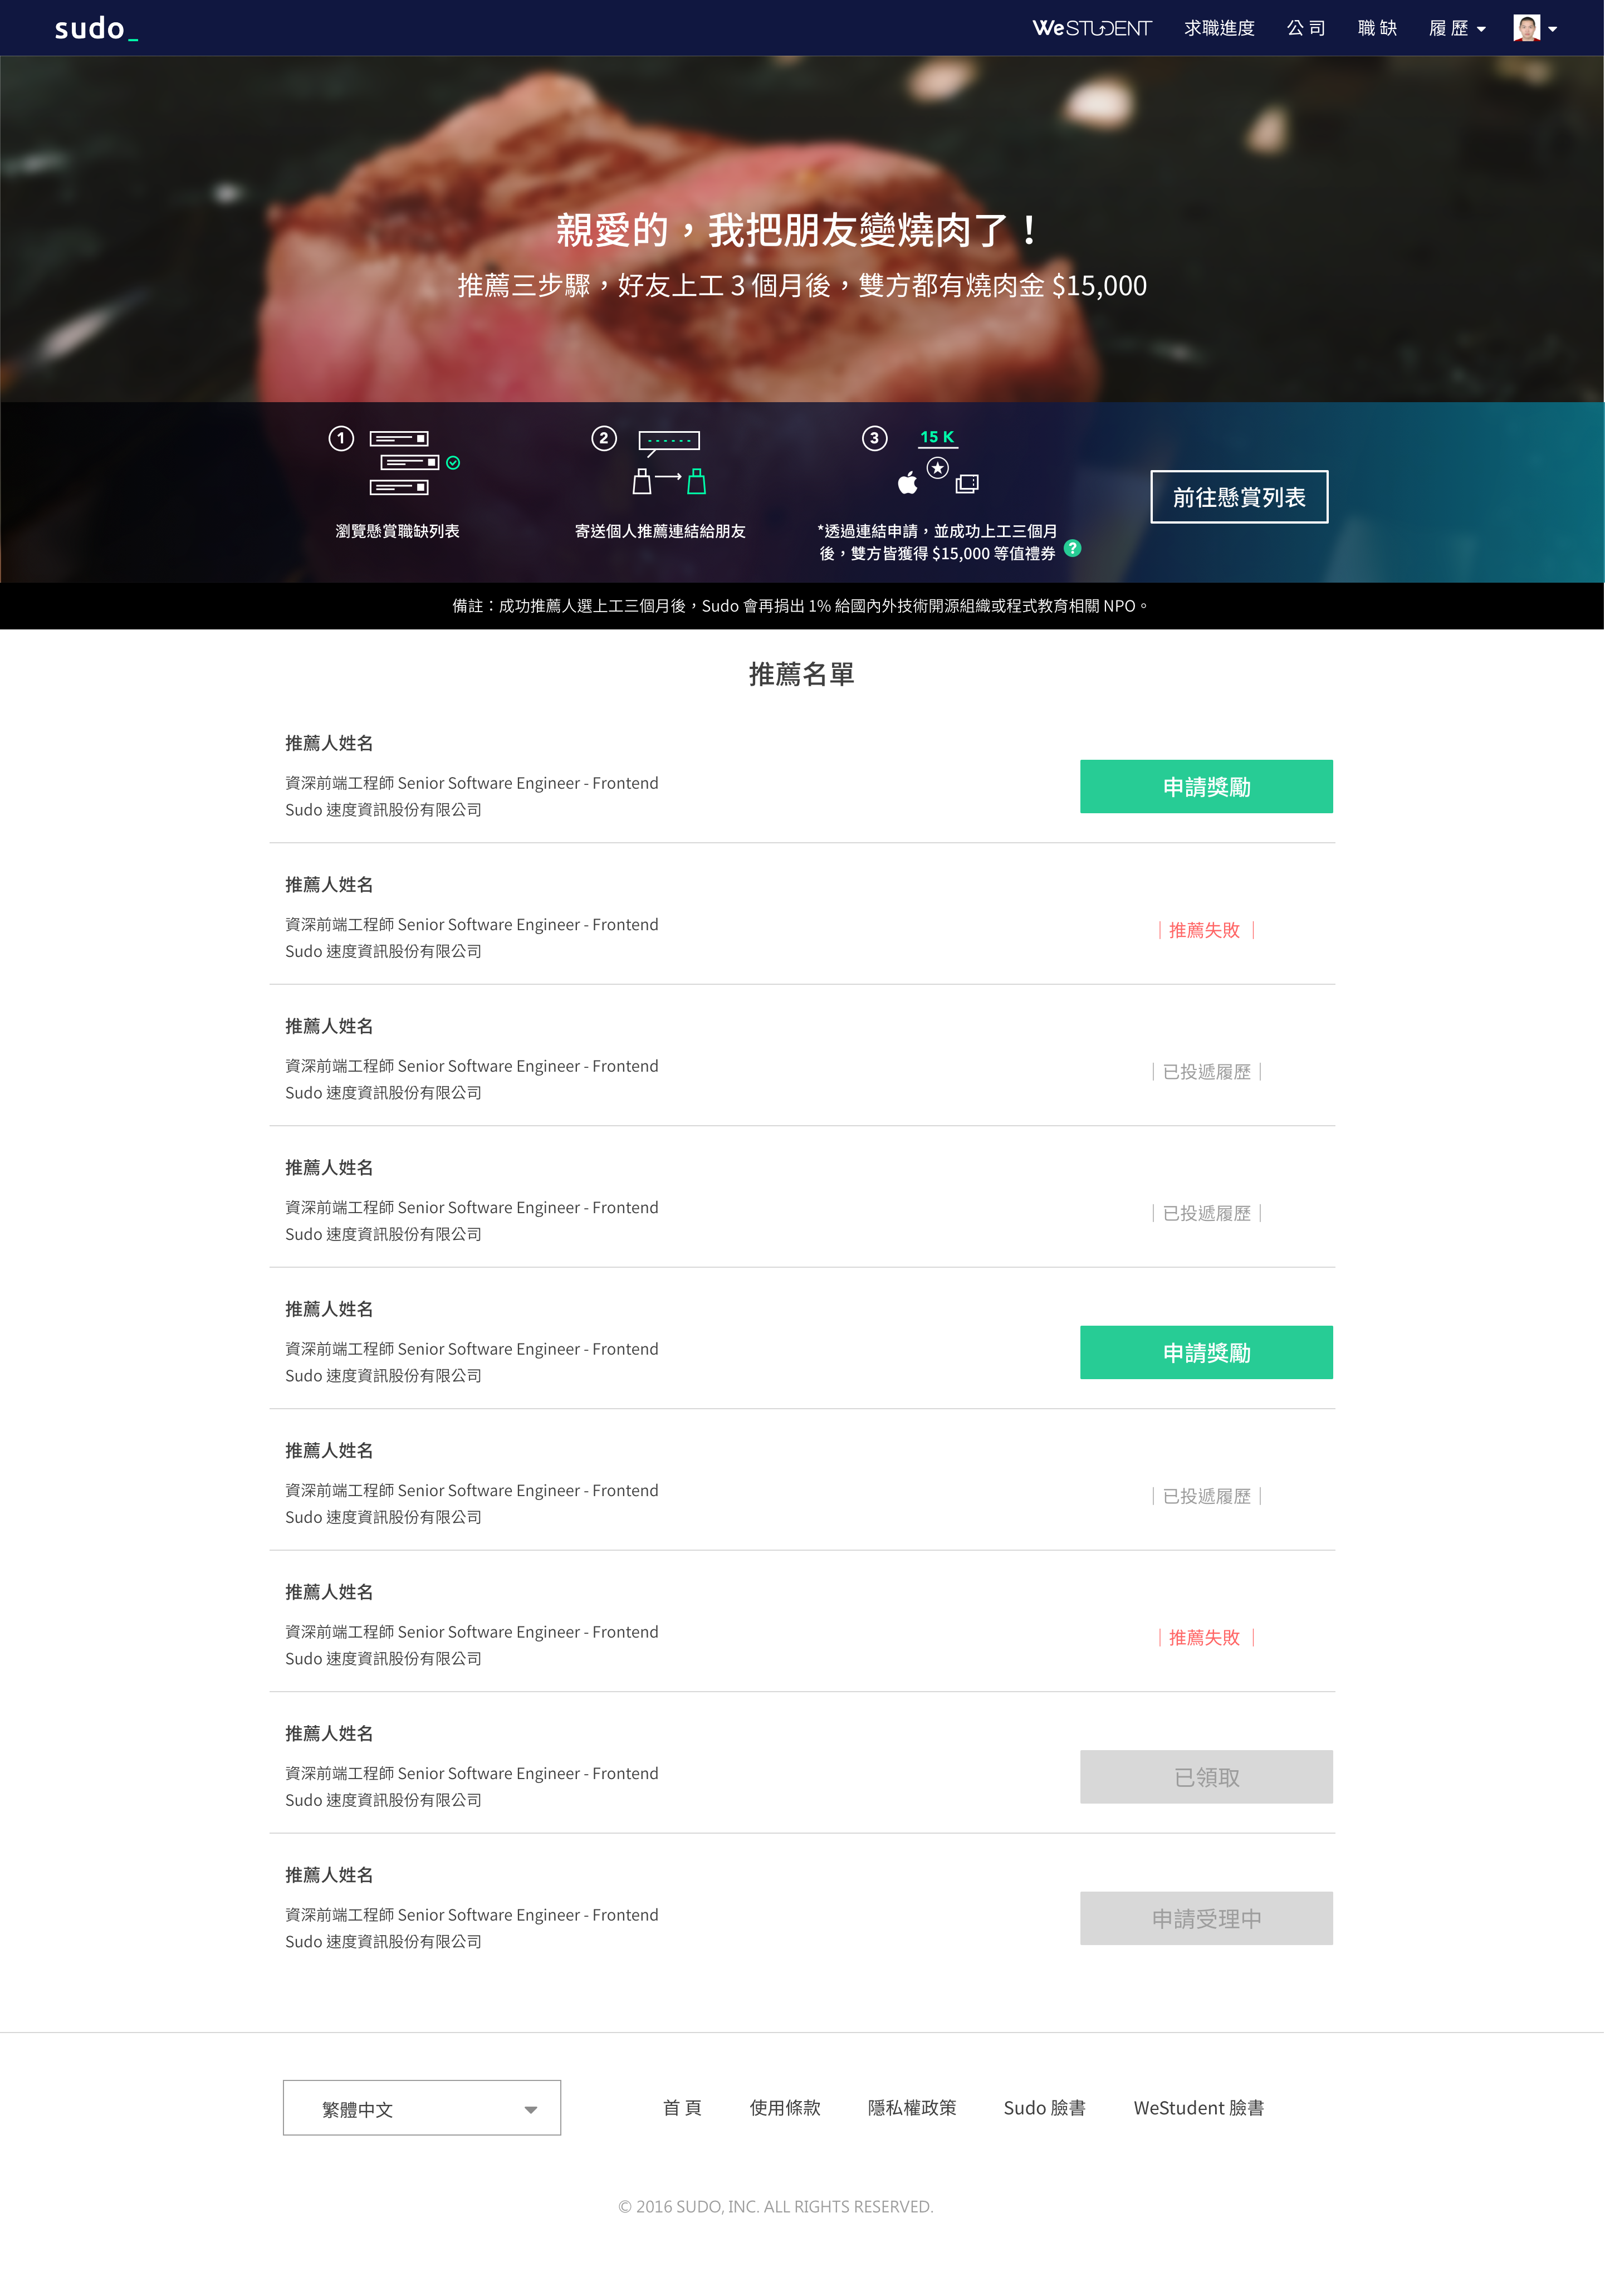 sudo_
WeSTUDENT 求職進度 公司 職缺 履歷
親愛的，我把朋友變燒肉了！
推薦三步驟，好友上工 3 個月後，雙方都有燒肉金 $15,000
1
2
3 15 K
瀏覽懸賞職缺列表
寄送個人推薦連結給朋友
*透過連結申請，並成功上工三個月
後，雙方皆獲得 $15,000 等值禮券 ?
前往懸賞列表
備註：成功推薦人選上工三個月後，Sudo 會再捐出 1% 給國內外技術開源組織或程式教育相關 NPO。
推薦名單
推薦人姓名
資深前端工程師 Senior Software Engineer - Frontend
Sudo 速度資訊股份有限公司
申請獎勵
推薦人姓名
資深前端工程師 Senior Software Engineer - Frontend
Sudo 速度資訊股份有限公司
｜推薦失敗｜
推薦人姓名
資深前端工程師 Senior Software Engineer - Frontend
Sudo 速度資訊股份有限公司
｜已投遞履歷｜
推薦人姓名
資深前端工程師 Senior Software Engineer - Frontend
Sudo 速度資訊股份有限公司
｜已投遞履歷｜
推薦人姓名
資深前端工程師 Senior Software Engineer - Frontend
Sudo 速度資訊股份有限公司
申請獎勵
推薦人姓名
資深前端工程師 Senior Software Engineer - Frontend
Sudo 速度資訊股份有限公司
｜已投遞履歷｜
推薦人姓名
資深前端工程師 Senior Software Engineer - Frontend
Sudo 速度資訊股份有限公司
｜推薦失敗｜
推薦人姓名
資深前端工程師 Senior Software Engineer - Frontend
Sudo 速度資訊股份有限公司
已領取
推薦人姓名
資深前端工程師 Senior Software Engineer - Frontend
Sudo 速度資訊股份有限公司
申請受理中
繁體中文
首頁 使用條款 隱私權政策 Sudo 臉書 WeStudent 臉書
© 2016 SUDO, INC. ALL RIGHTS RESERVED.